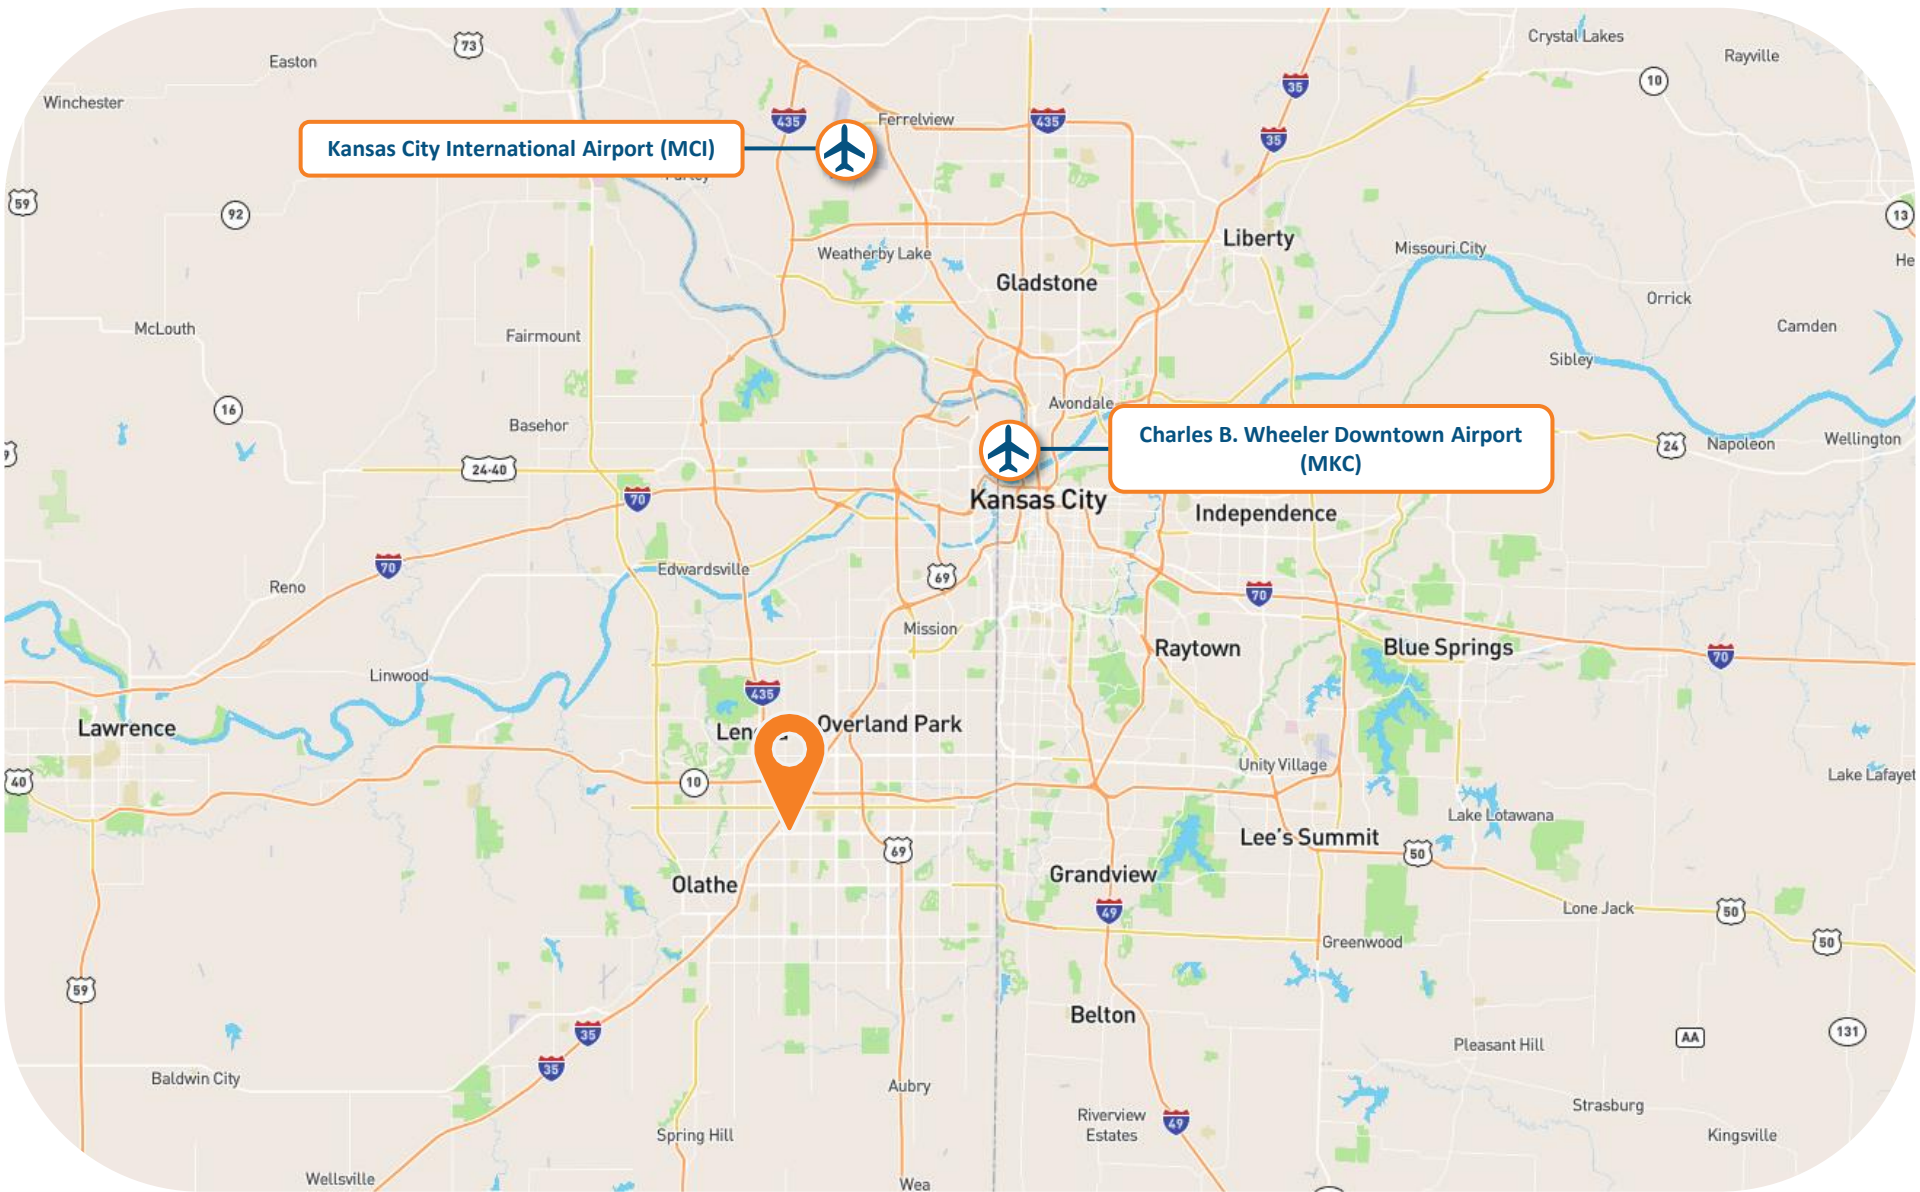 Crystal Lakes
73
Easton
Rayville
10
35
Winchester
435
Ferrelview
435
35
Kansas City International Airport (MCI)
59
92
13
Liberty
Missouri City
Weatherby Lake
He
Gladstone
Orrick
McLouth
Fairmount
Camden
Sibley
16
Avondale
Basehor
Charles B. Wheeler Downtown Airport
(MKC)
24
Napoleon
Wellington
24-40
70
Kansas City
Independence
70
Edwardsville
69
Reno
70
Mission
Raytown
Blue Springs
70
Linwood
435
Lawrence
Overland Park
Unity Village
40
10
Lake Lafayet
Lake Lotawana
Lee's Summit
69
50
Olathe
Grandview
49
Lone Jack
50
Greenwood
50
59
Belton
35
AA
131
Pleasant Hill
35
Baldwin City
Aubry
Strasburg
Riverview
Estates
49
Spring Hill
Kingsville
Wellsville
Wea